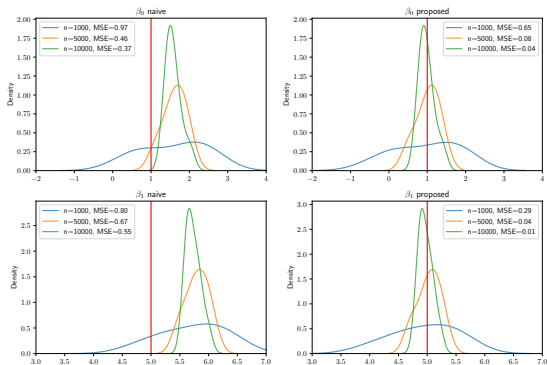 β₀ naive
n=1000, MSE=0.97
n=5000, MSE=0.46
n=10000, MSE=0.37
Density
2.00
1.75
1.50
1.25
1.00
0.75
0.50
0.25
0.00
−2 −1 0 1 2 3 4
β₀ proposed
n=1000, MSE=0.65
n=5000, MSE=0.08
n=10000, MSE=0.04
Density
2.00
1.75
1.50
1.25
1.00
0.75
0.50
0.25
0.00
−2 −1 0 1 2 3 4
β₁ naive
n=1000, MSE=0.80
n=5000, MSE=0.67
n=10000, MSE=0.55
Density
2.5
2.0
1.5
1.0
0.5
0.0
3.0 3.5 4.0 4.5 5.0 5.5 6.0 6.5 7.0
β₁ proposed
n=1000, MSE=0.29
n=5000, MSE=0.04
n=10000, MSE=0.01
Density
3.0
2.5
2.0
1.5
1.0
0.5
0.0
3.0 3.5 4.0 4.5 5.0 5.5 6.0 6.5 7.0